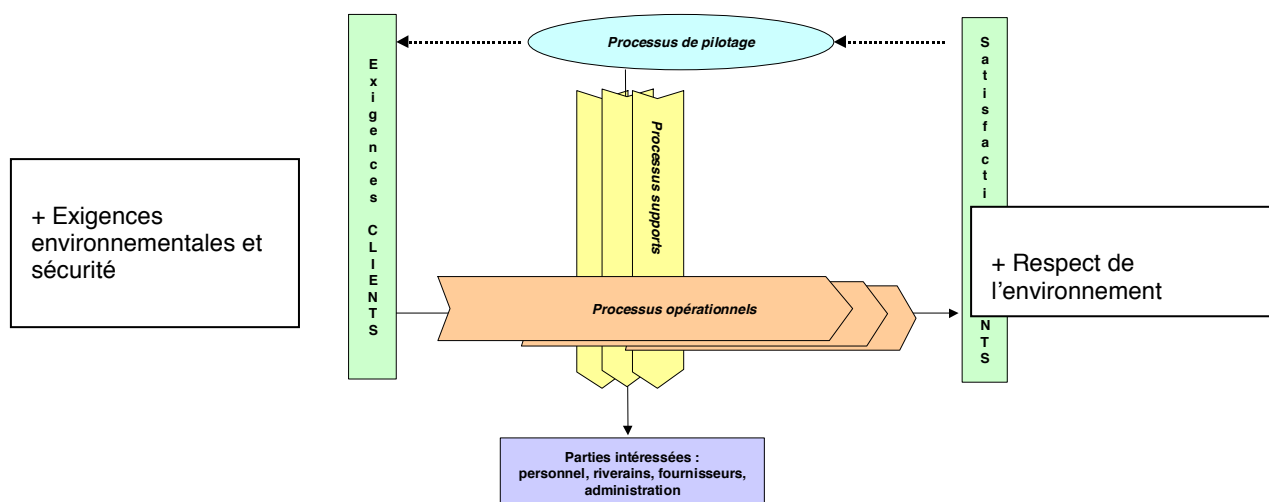 Processus de pilotage
Exigences CLIENTS
Processus supports
Satisfacti
NTS
+ Exigences
environnementales et
sécurité
+ Respect de
l’environnement
Processus opérationnels
Parties intéressées :
personnel, riverains, fournisseurs,
administration